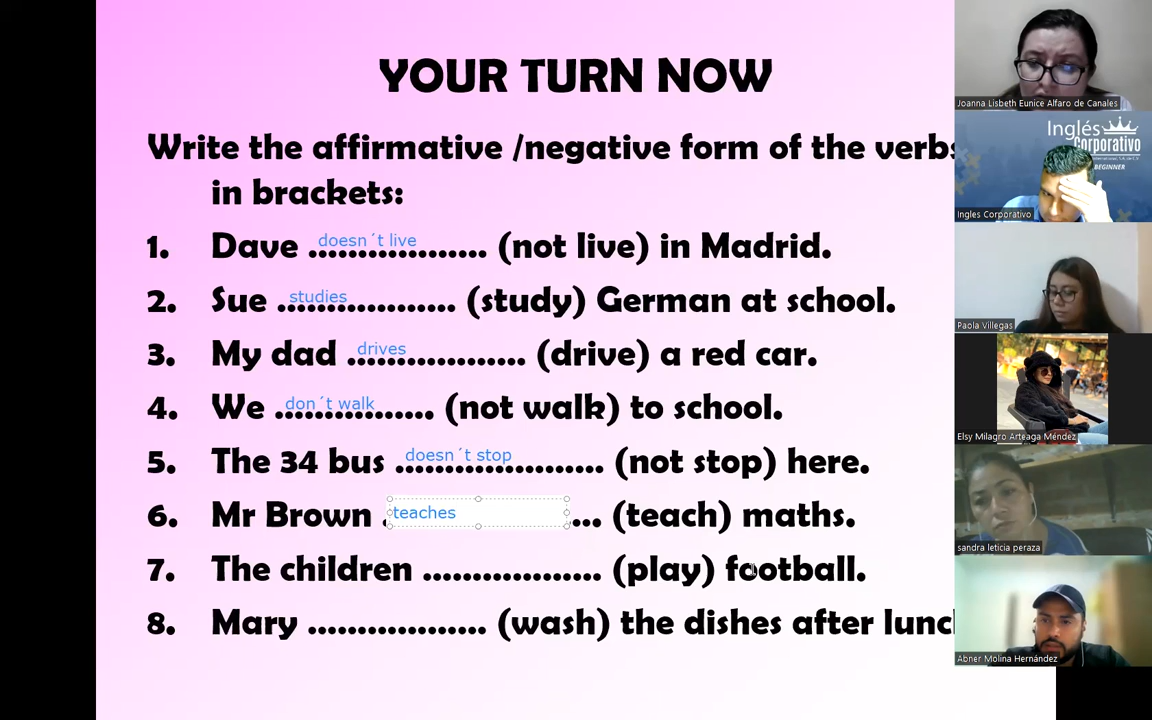 YOUR TURN NOW
Write the affirmative /negative form of the verbs
in brackets:
1. Dave doesn´t live .................. (not live) in Madrid.
2. Sue studies .................. (study) German at school.
3. My dad drives .................. (drive) a red car.
4. We don´t walk ................ (not walk) to school.
5. The 34 bus doesn´t stop ..................... (not stop) here.
6. Mr Brown teaches ... (teach) maths.
7. The children .................. (play) football.
8. Mary .................. (wash) the dishes after lunch
Joanna Lisbeth Eunice Alfaro de Canales
Inglés
Corporativo
BEGINNER
Ingles Corporativo
Paola Villegas
Elsy Milagro Arteaga Méndez
sandra leticia peraza
Abner Molina Hernández